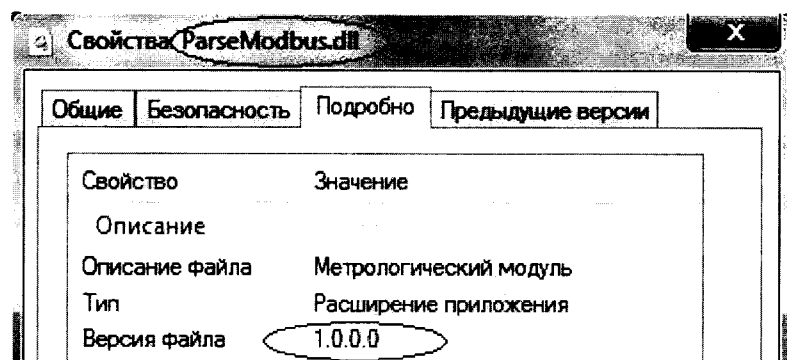 Свойства: ParseModbus.dll
X
Общие Безопасность Подробно Предыдущие версии
Свойство Значение
Описание
Описание файла Метрологический модуль
Тип Расширение приложения
Версия файла 1.0.0.0